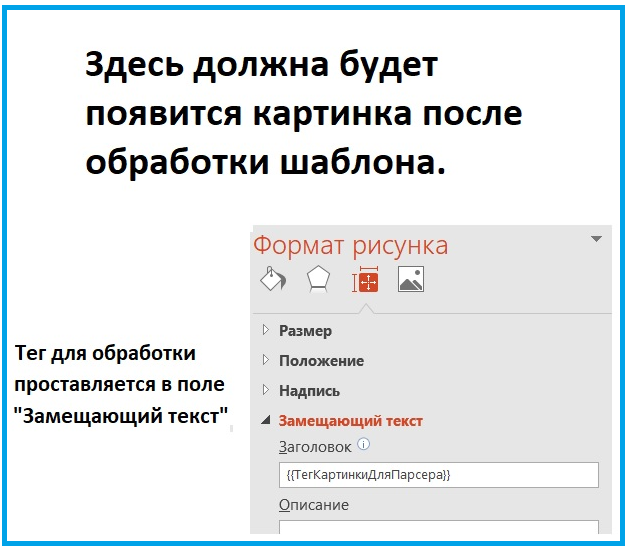 Здесь должна будет
появится картинка после
обработки шаблона.
Формат рисунка
Размер
Положение
Надпись
Тег для обработки
проставляется в поле
"Замещающий текст"
Замещающий текст
Заголовок
{{ТегКартинкиДляПарсера}}
Описание